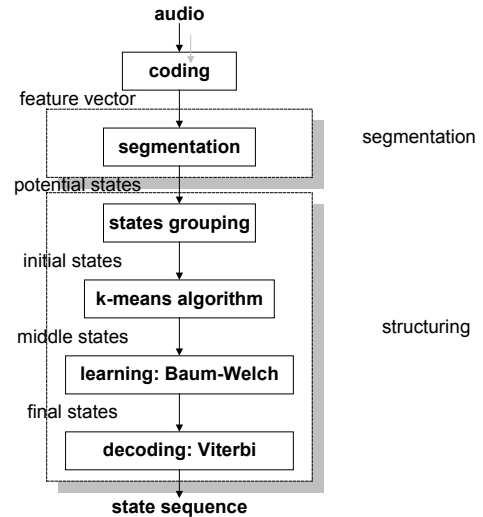 audio
coding
feature vector
segmentation
segmentation
potential states
states grouping
initial states
k-means algorithm
structuring
middle states
learning: Baum-Welch
final states
decoding: Viterbi
state sequence